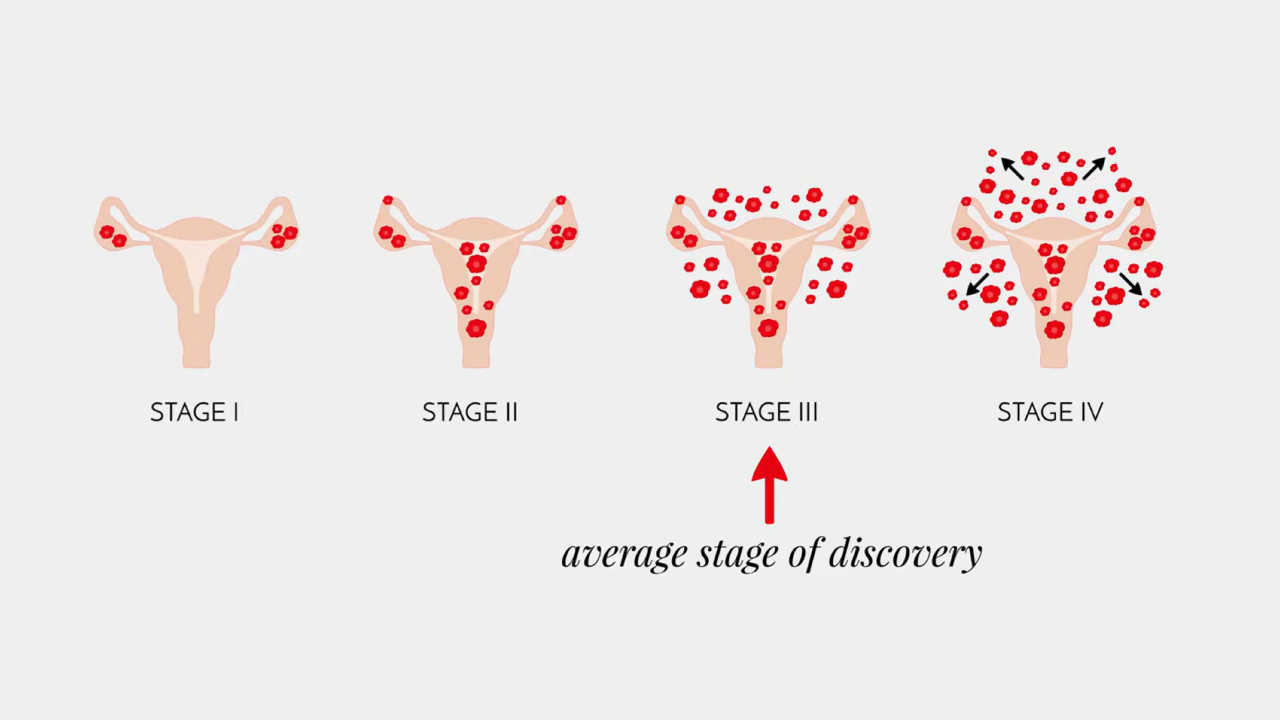 STAGE I
STAGE II
STAGE III
STAGE IV
average stage of discovery